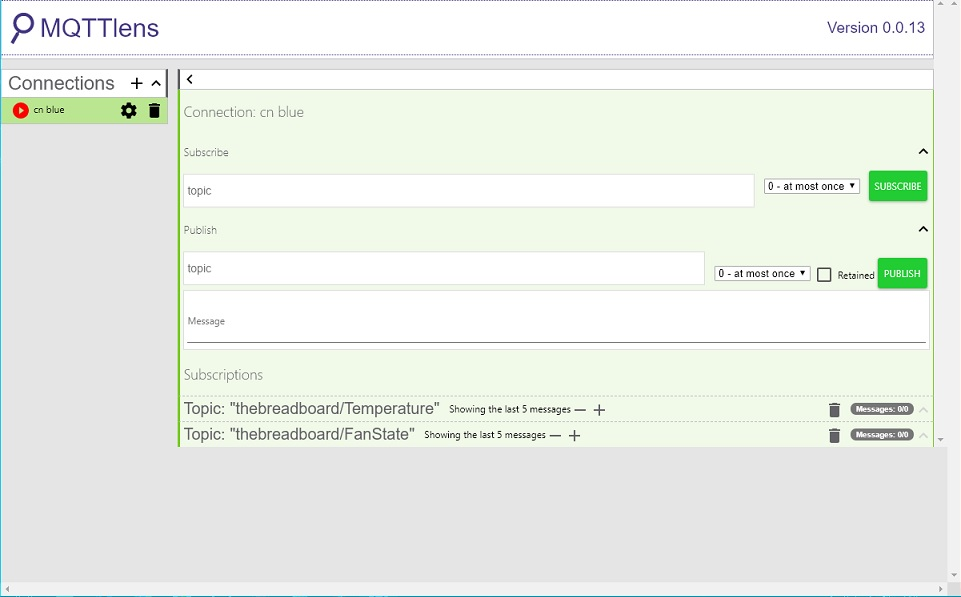 MQTTlens
Version 0.0.13
Connections
cn blue
Connection: cn blue
Subscribe
topic
0 - at most once
SUBSCRIBE
Publish
topic
0 - at most once
Retained
PUBLISH
Message
Subscriptions
Topic: "thebreadboard/Temperature" Showing the last 5 messages
Messages: 0/0
Topic: "thebreadboard/FanState" Showing the last 5 messages
Messages: 0/0